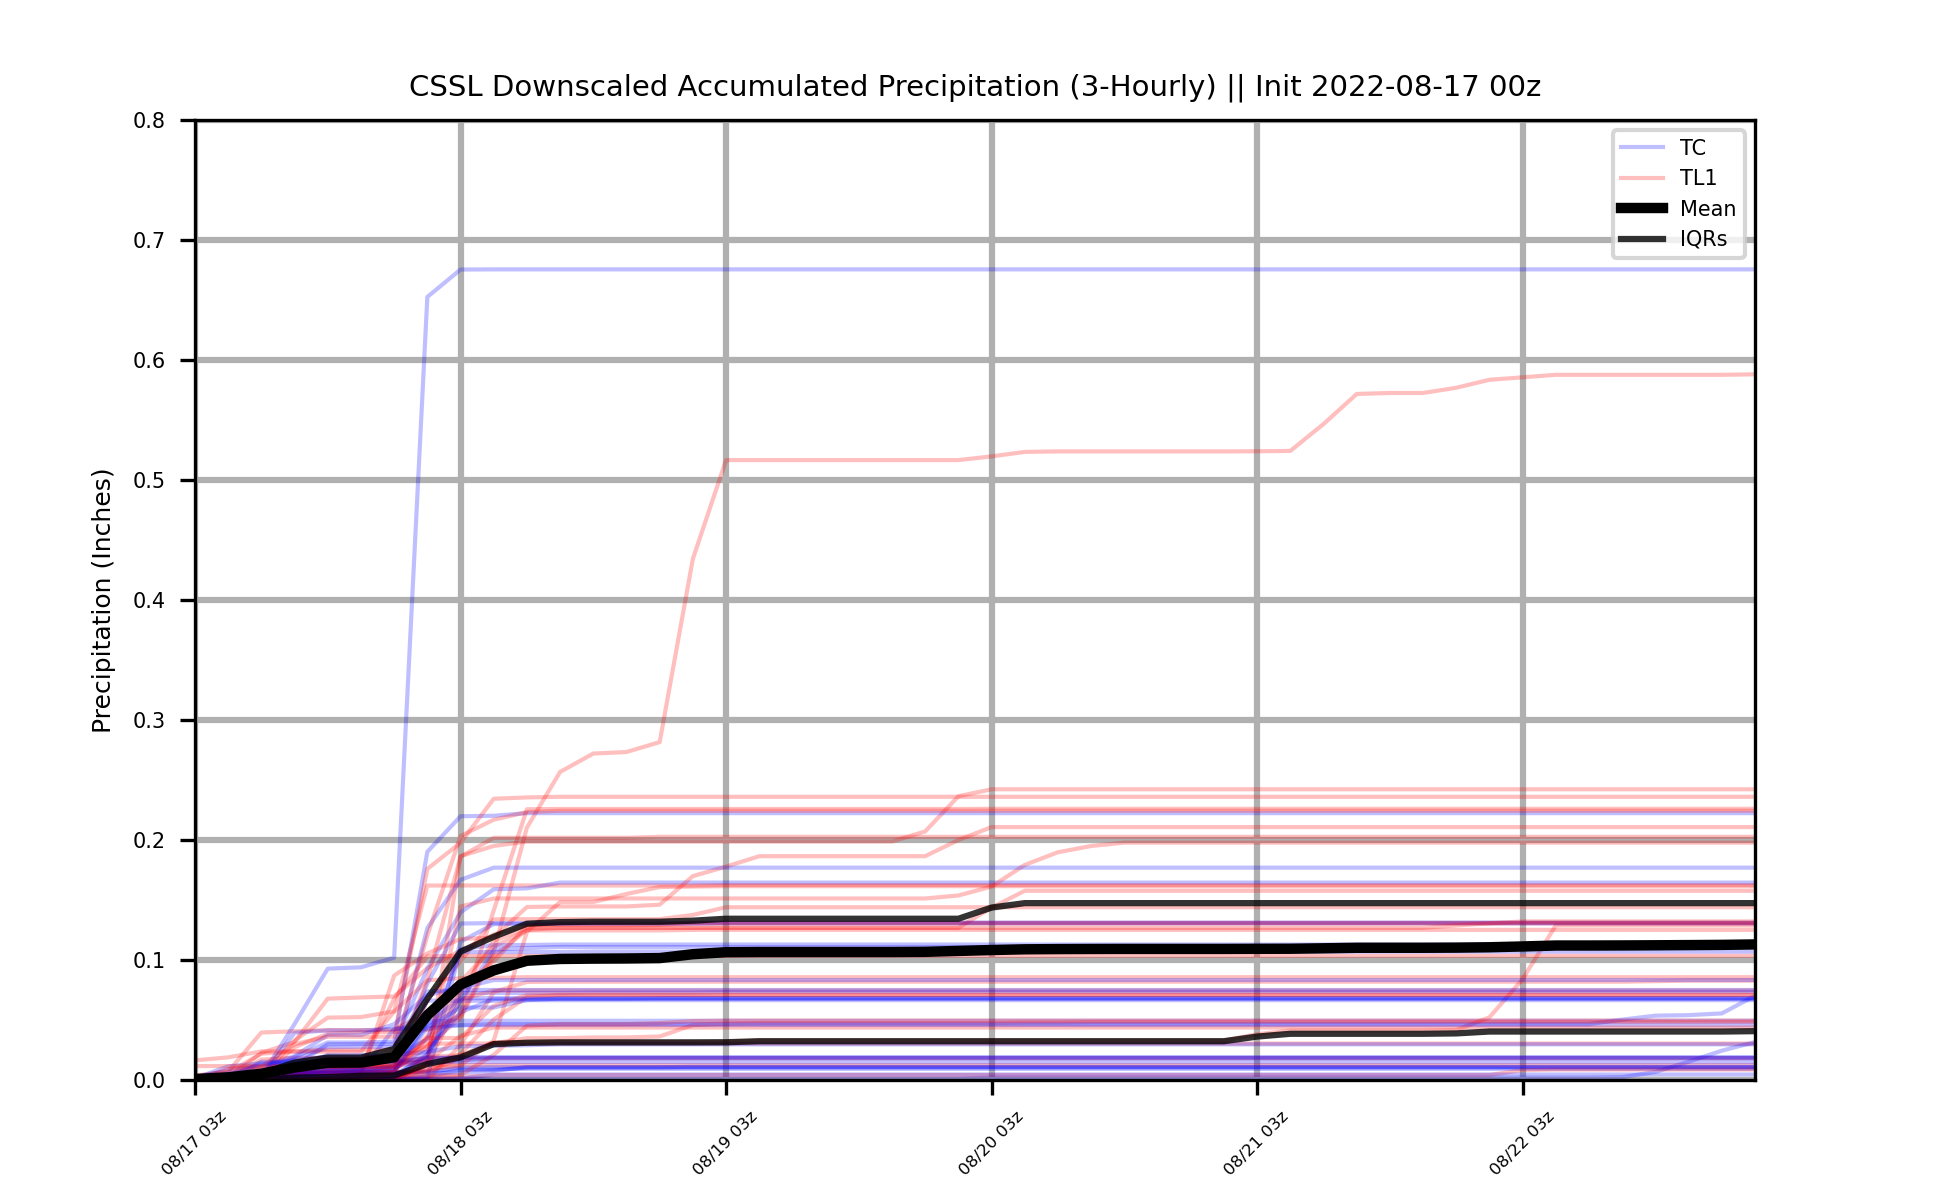 CSSL Downscaled Accumulated Precipitation (3-Hourly) || Init 2022-08-17 00z
Precipitation (Inches)
0.8
0.7
0.6
0.5
0.4
0.3
0.2
0.1
0.0
TC
TL1
Mean
IQRs
08/17 03z
08/18 03z
08/19 03z
08/20 03z
08/21 03z
08/22 03z